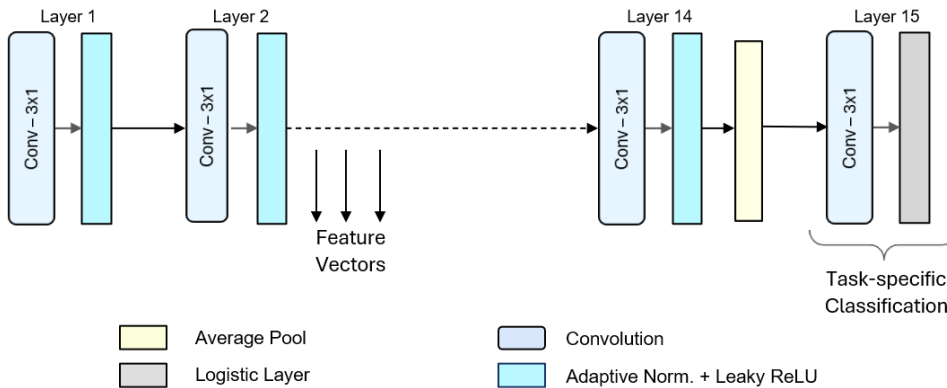 Layer 1
Layer 2
Layer 14
Layer 15
Conv – 3x1
Conv – 3x1
Conv – 3x1
Conv – 3x1
Feature
Vectors
Task-specific
Classification
Average Pool
Convolution
Logistic Layer
Adaptive Norm. + Leaky ReLU